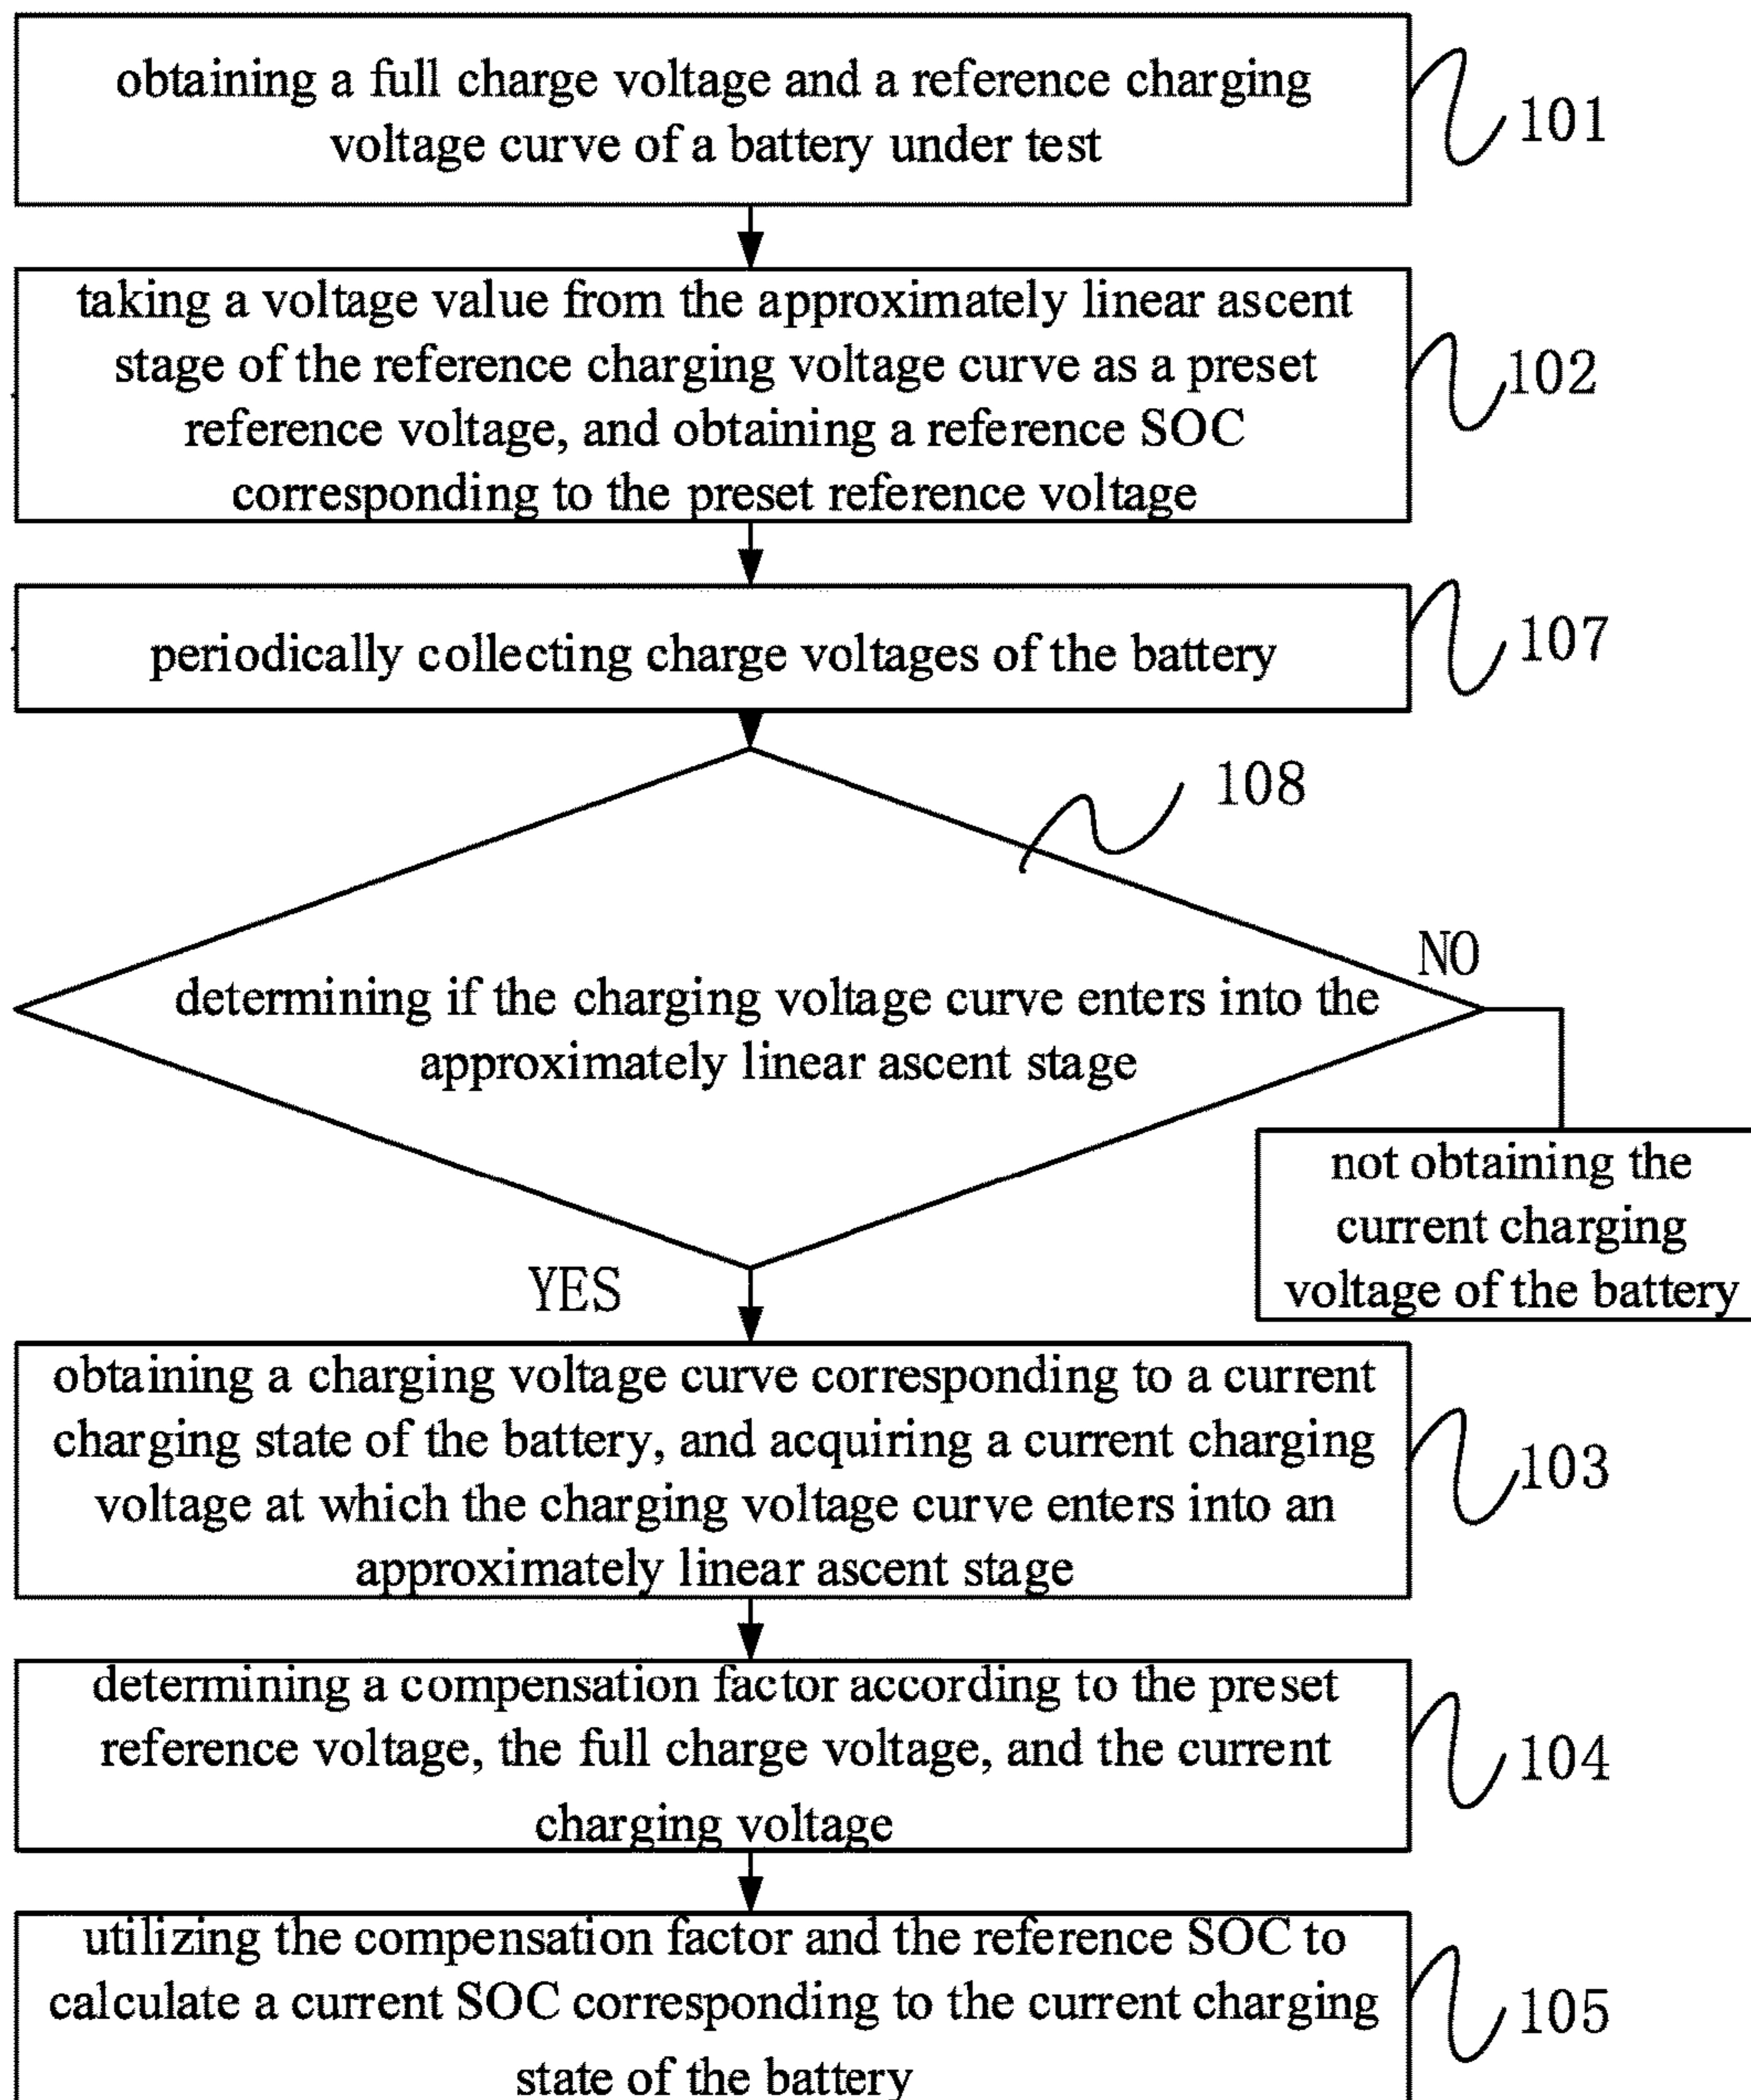 obtaining a full charge voltage and a reference charging
voltage curve of a battery under test
101
taking a voltage value from the approximately linear ascent
stage of the reference charging voltage curve as a preset
reference voltage, and obtaining a reference SOC
corresponding to the preset reference voltage
102
periodically collecting charge voltages of the battery
107
108
determining if the charging voltage curve enters into the
approximately linear ascent stage
NO
not obtaining the
current charging
voltage of the battery
YES
obtaining a charging voltage curve corresponding to a current
charging state of the battery, and acquiring a current charging
voltage at which the charging voltage curve enters into an
approximately linear ascent stage
103
determining a compensation factor according to the preset
reference voltage, the full charge voltage, and the current
charging voltage
104
utilizing the compensation factor and the reference SOC to
calculate a current SOC corresponding to the current charging
state of the battery
105